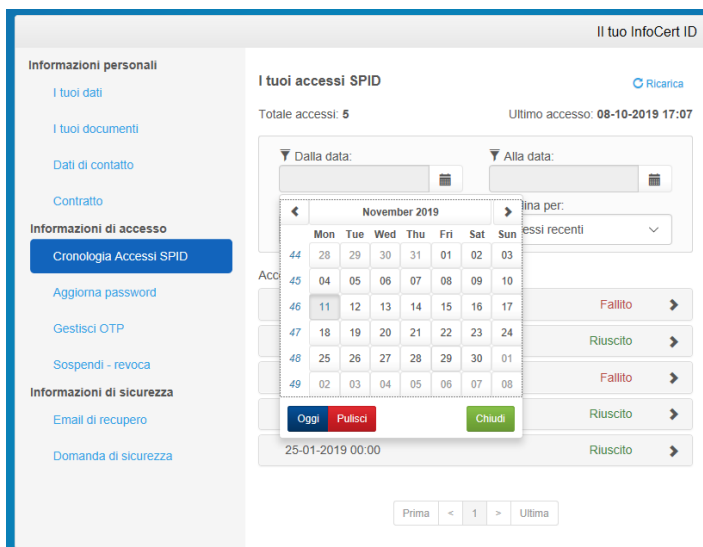 Il tuo InfoCert ID
Informazioni personali
I tuoi dati
I tuoi documenti
Dati di contatto
Contratto
Informazioni di accesso
Cronologia Accessi SPID
Aggiorna password
Gestisci OTP
Sospendi - revoca
Informazioni di sicurezza
Email di recupero
Domanda di sicurezza
I tuoi accessi SPID
Ricarica
Totale accessi: 5
Ultimo accesso: 08-10-2019 17:07
Dalla data:
Alla data:
ina per:
essi recenti
November 2019
Mon Tue Wed Thu Fri Sat Sun
44 28 29 30 31 01 02 03
45 04 05 06 07 08 09 10
46 11 12 13 14 15 16 17
47 18 19 20 21 22 23 24
48 25 26 27 28 29 30 01
49 02 03 04 05 06 07 08
Oggi Pulisci Chiudi
Acc
Fallito
Riuscito
Fallito
Riuscito
25-01-2019 00:00 Riuscito
Prima < 1 > Ultima